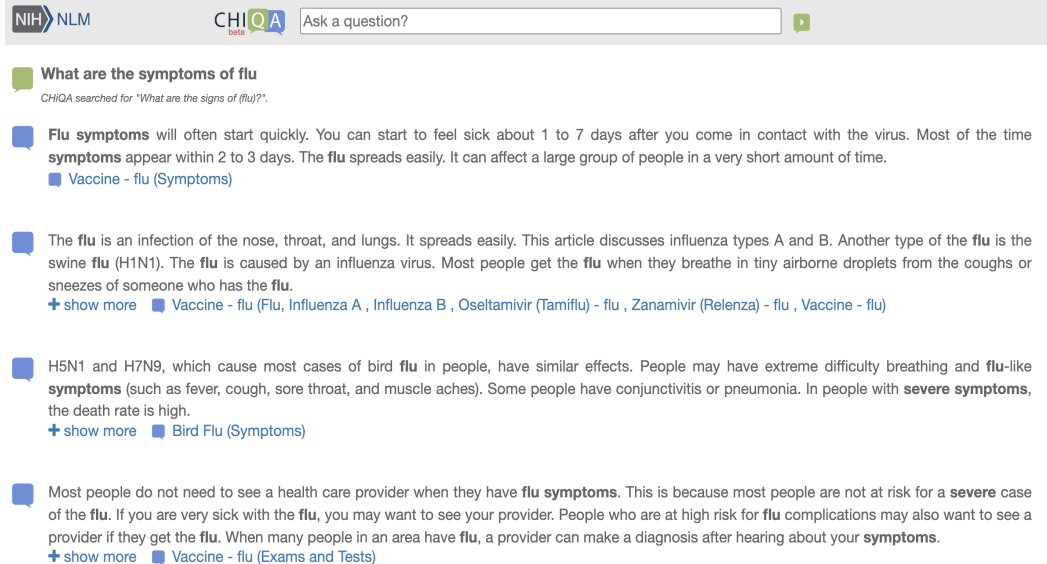 NIH NLM CHIQA Ask a question?
beta
What are the symptoms of flu
CHiQA searched for "What are the signs of (flu)?".
Flu symptoms will often start quickly. You can start to feel sick about 1 to 7 days after you come in contact with the virus. Most of the time
symptoms appear within 2 to 3 days. The flu spreads easily. It can affect a large group of people in a very short amount of time.
Vaccine - flu (Symptoms)
The flu is an infection of the nose, throat, and lungs. It spreads easily. This article discusses influenza types A and B. Another type of the flu is the
swine flu (H1N1). The flu is caused by an influenza virus. Most people get the flu when they breathe in tiny airborne droplets from the coughs or
sneezes of someone who has the flu.
+ show more Vaccine - flu (Flu, Influenza A , Influenza B , Oseltamivir (Tamiflu) - flu , Zanamivir (Relenza) - flu , Vaccine - flu)
H5N1 and H7N9, which cause most cases of bird flu in people, have similar effects. People may have extreme difficulty breathing and flu-like
symptoms (such as fever, cough, sore throat, and muscle aches). Some people have conjunctivitis or pneumonia. In people with severe symptoms,
the death rate is high.
+ show more Bird Flu (Symptoms)
Most people do not need to see a health care provider when they have flu symptoms. This is because most people are not at risk for a severe case
of the flu. If you are very sick with the flu, you may want to see your provider. People who are at high risk for flu complications may also want to see a
provider if they get the flu. When many people in an area have flu, a provider can make a diagnosis after hearing about your symptoms.
+ show more Vaccine - flu (Exams and Tests)